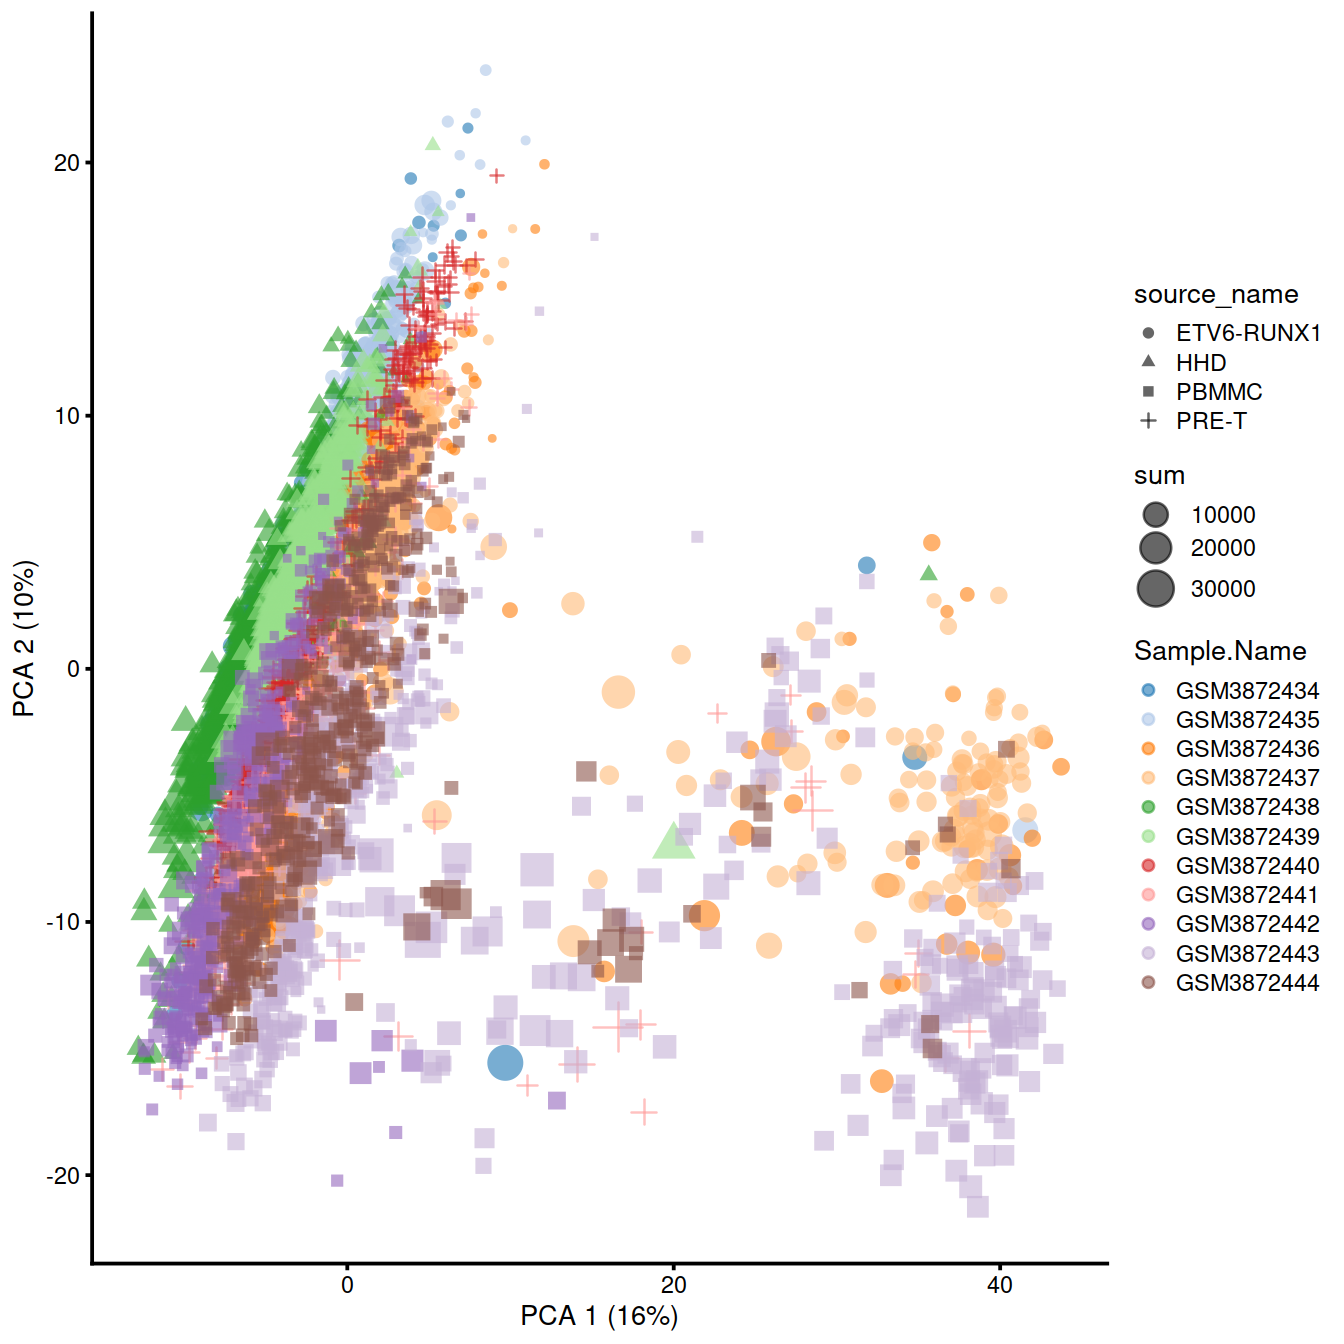 20
10
0
-10
-20
PCA 2 (10%)
0
20
40
PCA 1 (16%)
source_name
ETV6-RUNX1
HHD
PBMMC
PRE-T
sum
10000
20000
30000
Sample.Name
GSM3872434
GSM3872435
GSM3872436
GSM3872437
GSM3872438
GSM3872439
GSM3872440
GSM3872441
GSM3872442
GSM3872443
GSM3872444